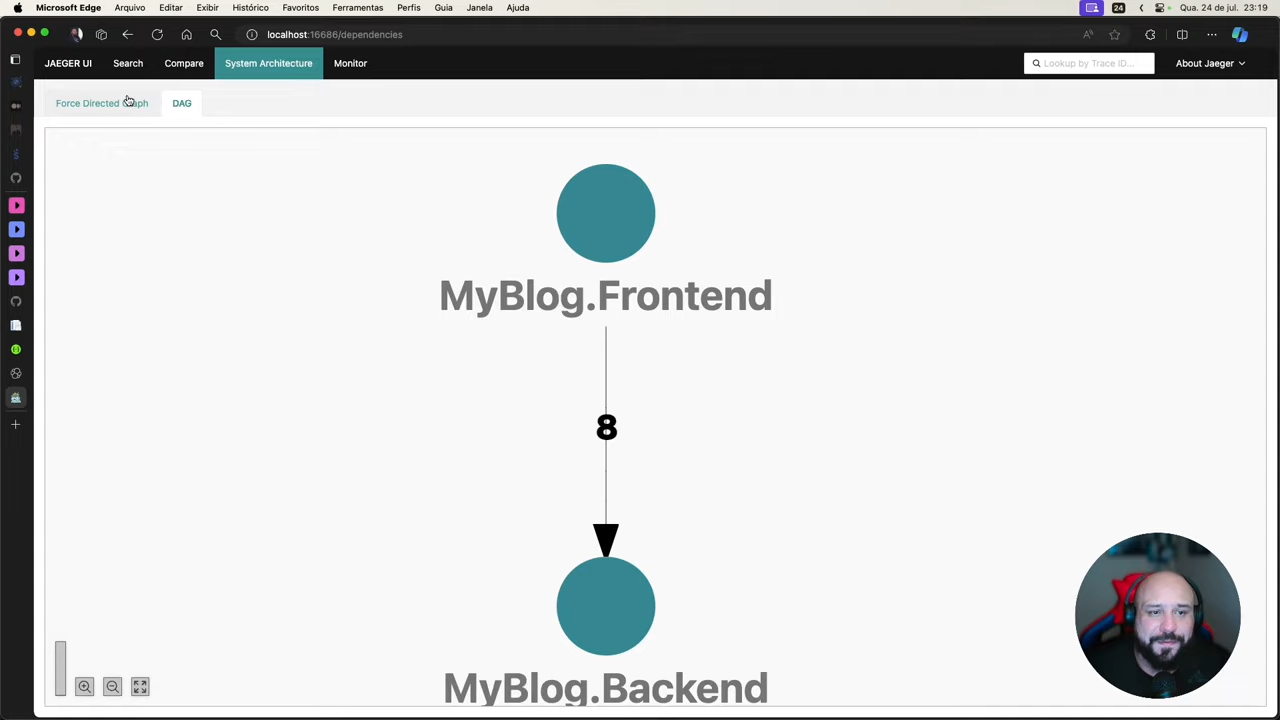 Microsoft Edge Arquivo Editar Exibir Histórico Favoritos Ferramentas Perfis Guia Janela Ajuda 24 Qua. 24 de jul. 23:19
localhost:16686/dependencies
JAEGER UI Search Compare System Architecture Monitor Lookup by Trace ID... About Jaeger
Force Directed Graph DAG
MyBlog.Frontend
8
MyBlog.Backend